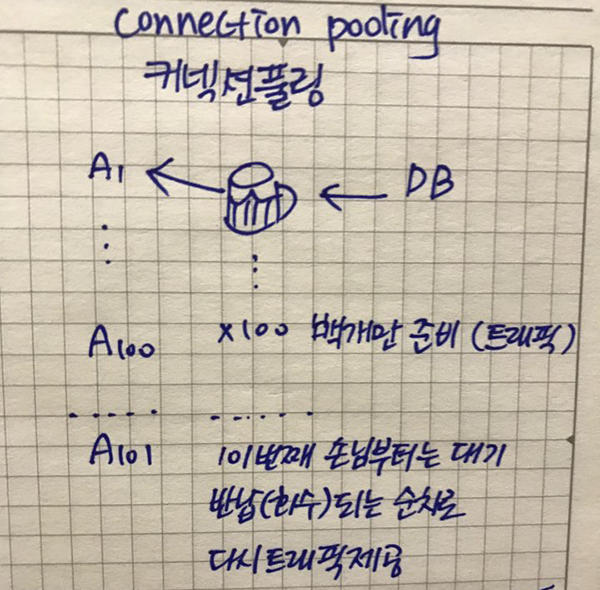 connection pooling
커넥션풀링
A1 DB
A100 x100 백개만 준비 (트래픽)
A101 101번째 손님부터는 대기
반납(회수)되는 순차로
다시트래픽제공